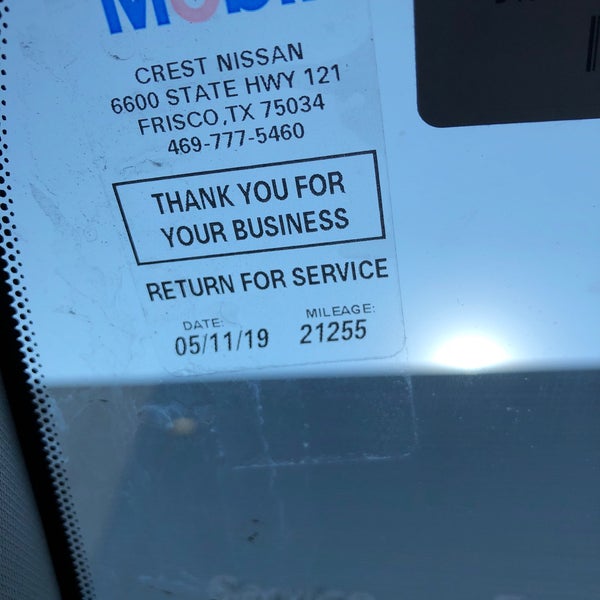 CREST NISSAN
6600 STATE HWY 121
FRISCO, TX 75034
469-777-5460
THANK YOU FOR
YOUR BUSINESS
RETURN FOR SERVICE
DATE: MILEAGE:
05/11/19 21255